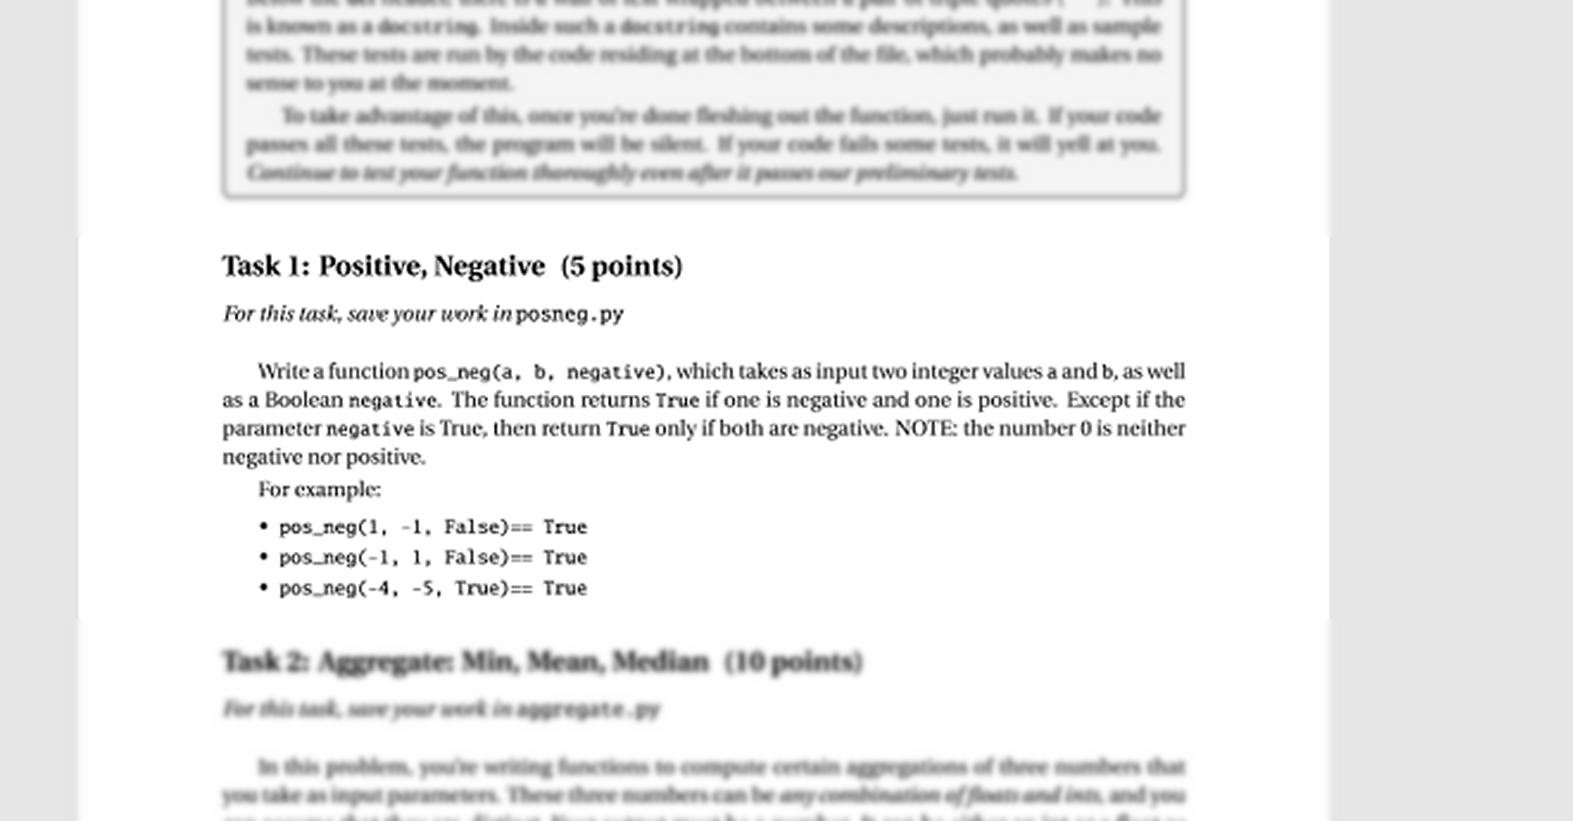 is known as a docstring. Inside such a docstring contains some descriptions, as well as sample
tests. These tests are run by the code residing at the bottom of the file, which probably makes no
sense to you at the moment.
To take advantage of this, once you're done fleshing out the function, just run it. If your code
passes all these tests, the program will be silent. If your code fails some tests, it will yell at you.
Continue to test your function thoroughly even after it passes our preliminary tests.
Task 1: Positive, Negative (5 points)
For this task, save your work in posneg.py
Write a function pos_neg(a, b, negative), which takes as input two integer values a and b, as well
as a Boolean negative. The function returns True if one is negative and one is positive. Except if the
parameter negative is True, then return True only if both are negative. NOTE: the number 0 is neither
negative nor positive.
For example:
• pos_neg(1, -1, False)== True
• pos_neg(-1, 1, False)== True
• pos_neg(-4, -5, True)== True
Task 2: Aggregate: Min, Mean, Median (10 points)
For this task, save your work in aggregate.py
In this problem, you're writing functions to compute certain aggregations of three numbers that
you take as input parameters. These three numbers can be any combination of floats and ints, and you